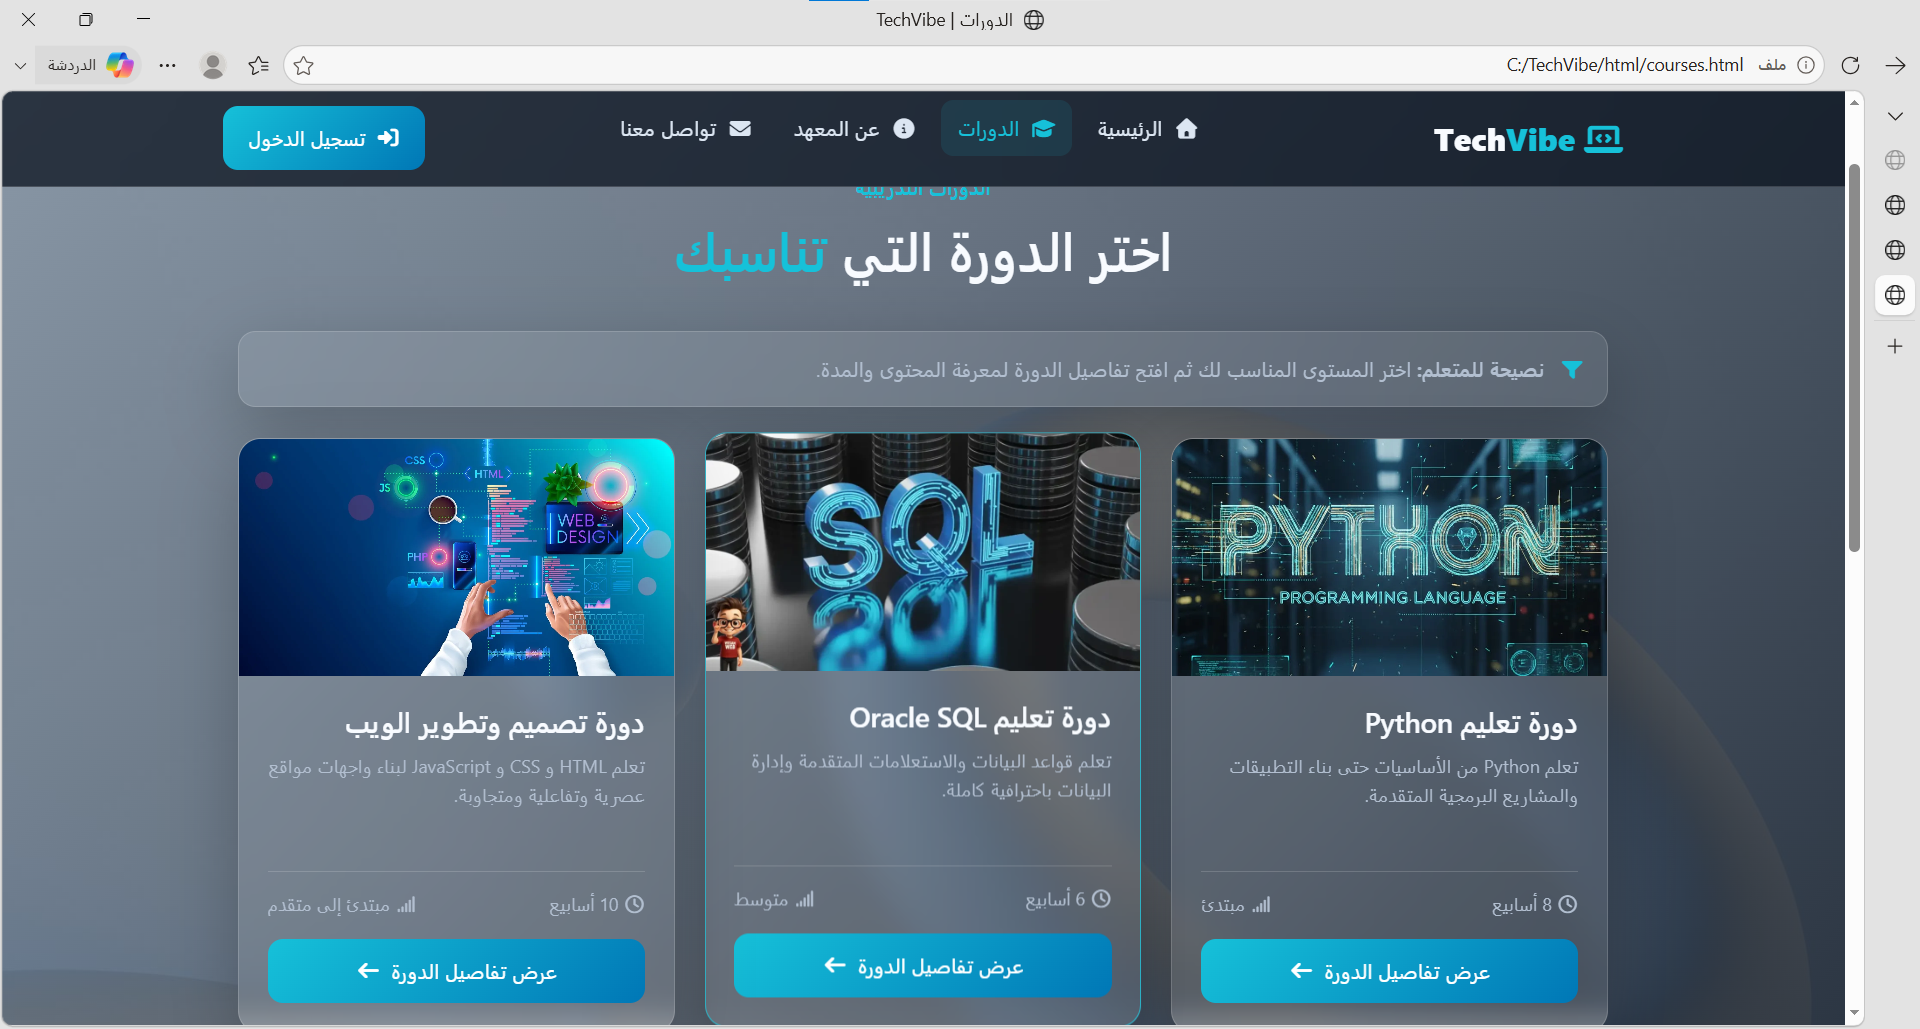 الدورات | TechVibe
الدردشة
ملف C:/TechVibe/html/courses.html
TechVibe
الرئيسية
الدورات
عن المعهد
تواصل معنا
تسجيل الدخول
الدورات التدريبية
اختر الدورة التي تناسبك
نصيحة للمتعلم: اختر المستوى المناسب لك ثم افتح تفاصيل الدورة لمعرفة المحتوى والمدة.
PYTHON
PROGRAMMING LANGUAGE
دورة تعليم Python
تعلم Python من الأساسيات حتى بناء التطبيقات
والمشاريع البرمجية المتقدمة.
8 أسابيع
مبتدئ
عرض تفاصيل الدورة
SQL
دورة تعليم Oracle SQL
تعلم قواعد البيانات والاستعلامات المتقدمة وإدارة
البيانات باحترافية كاملة.
6 أسابيع
متوسط
عرض تفاصيل الدورة
CSS
HTML
JS
WEB
DESIGN
PHP
دورة تصميم وتطوير الويب
تعلم HTML و CSS و JavaScript لبناء واجهات مواقع
عصرية وتفاعلية ومتجاوبة.
10 أسابيع
مبتدئ إلى متقدم
عرض تفاصيل الدورة